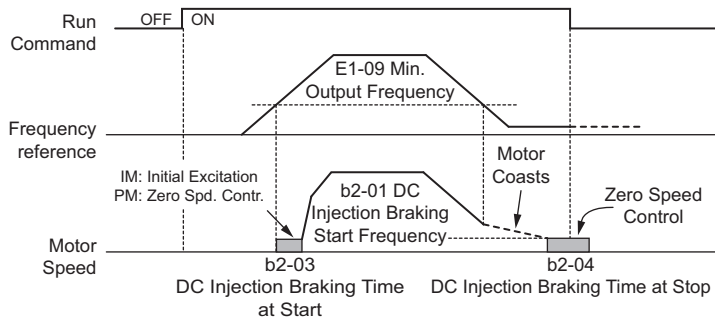 Run
Command
OFF
ON
E1-09 Min.
Output Frequency
Frequency
reference
IM: Initial Excitation
PM: Zero Spd. Contr.
b2-01 DC
Injection Braking
Start Frequency
Motor
Coasts
Zero Speed
Control
Motor
Speed
b2-03
DC Injection Braking Time
at Start
b2-04
DC Injection Braking Time at Stop